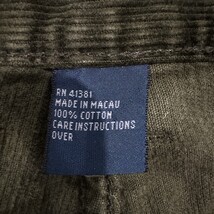 RN 41381
MADE IN MACAU
100% COTTON
CARE INSTRUCTIONS
OVER